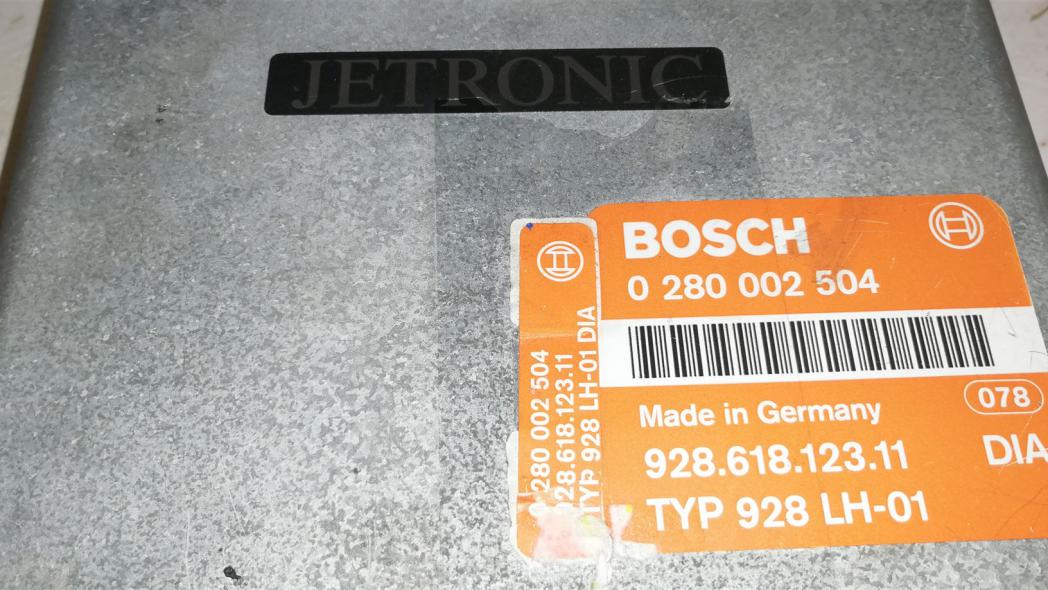 JETRONIC
BOSCH
0 280 002 504
Made in Germany
078
928.618.123.11
DIA
TYP 928 LH-01
0 280 002 504
928.618.123.11
TYP 928 LH-01 DIA